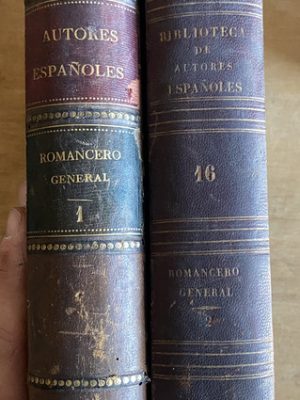 AUTORES
ESPAÑOLES
ROMANCERO
GENERAL
1
BIBLIOTECA
DE
AUTORES
ESPAÑOLES
16
ROMANCERO
GENERAL
2